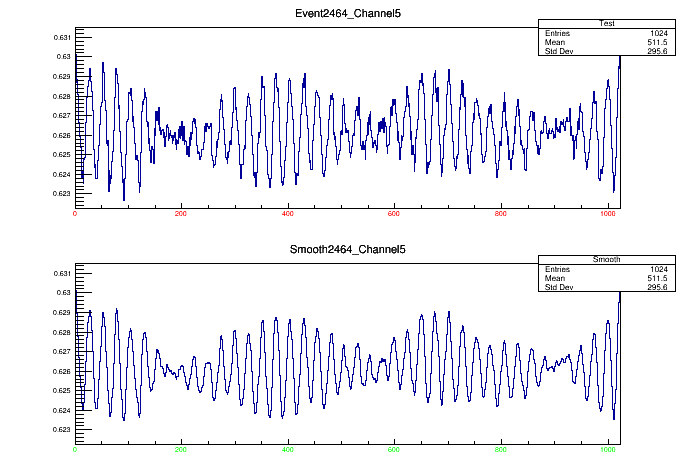 Event2464_Channel5
Test
Entries 1024
Mean 511.5
Std Dev 295.6
0.631
0.63
0.629
0.628
0.627
0.626
0.625
0.624
0.623
0 200 400 600 800 1000
Smooth2464_Channel5
Smooth
Entries 1024
Mean 511.5
Std Dev 295.6
0.631
0.63
0.629
0.628
0.627
0.626
0.625
0.624
0.623
0 200 400 600 800 1000